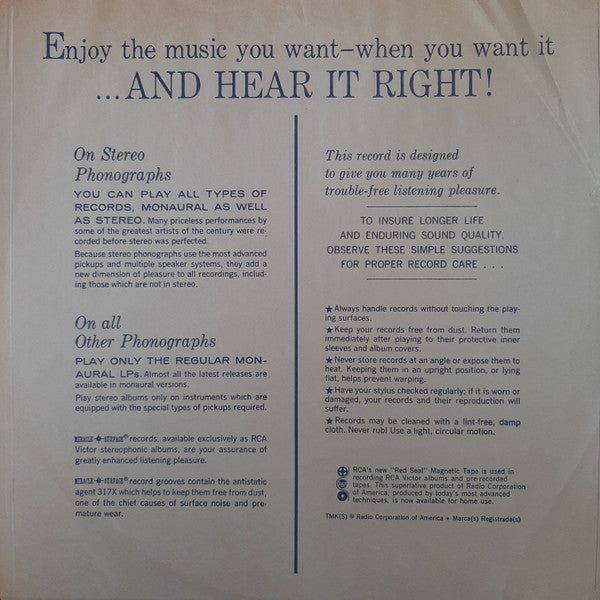 Enjoy the music you want—when you want it
...AND HEAR IT RIGHT!
On Stereo
Phonographs
YOU CAN PLAY ALL TYPES OF
RECORDS, MONAURAL AS WELL
AS STEREO. Many priceless performances by
some of the greatest artists of the century were re-
corded before stereo was perfected.
Because stereo phonographs use the most advanced
pickups and multiple speaker systems, they add a
new dimension of pleasure to all recordings, includ-
ing those which are not in stereo.
On all
Other Phonographs
PLAY ONLY THE REGULAR MON-
AURAL LPs. Almost all the latest releases are
available in monaural versions.
Play stereo albums only on instruments which are
equipped with the special types of pickups required.
MIRACLE SURFACE® records, available exclusively as RCA
Victor stereophonic albums, are your assurance of
greatly enhanced listening pleasure.
MIRACLE SURFACE® record grooves contain the antistatic
agent 317X which helps to keep them free from dust,
one of the chief causes of surface noise and pre-
mature wear.
This record is designed
to give you many years of
trouble-free listening pleasure.
TO INSURE LONGER LIFE
AND ENDURING SOUND QUALITY,
OBSERVE THESE SIMPLE SUGGESTIONS
FOR PROPER RECORD CARE . . .
★Always handle records without touching the play-
ing surfaces.
★Keep your records free from dust. Return them
immediately after playing to their protective inner
sleeves and album covers.
★Never store records at an angle or expose them to
heat. Keeping them in an upright position, or lying
flat, helps prevent warping.
★Have your stylus checked regularly; if it is worn or
damaged, your records and their reproduction will
suffer.
★Records may be cleaned with a lint-free, damp
cloth. Never rub! Use a light, circular motion.
RCA's new "Red Seal" Magnetic Tape is used in
recording RCA Victor albums and pre-recorded
tapes. This superlative product of Radio Corporation
of America, produced by today's most advanced
techniques, is now available for home use.
TMK(S) ® Radio Corporation of America • Marca(s) Registrada(s)